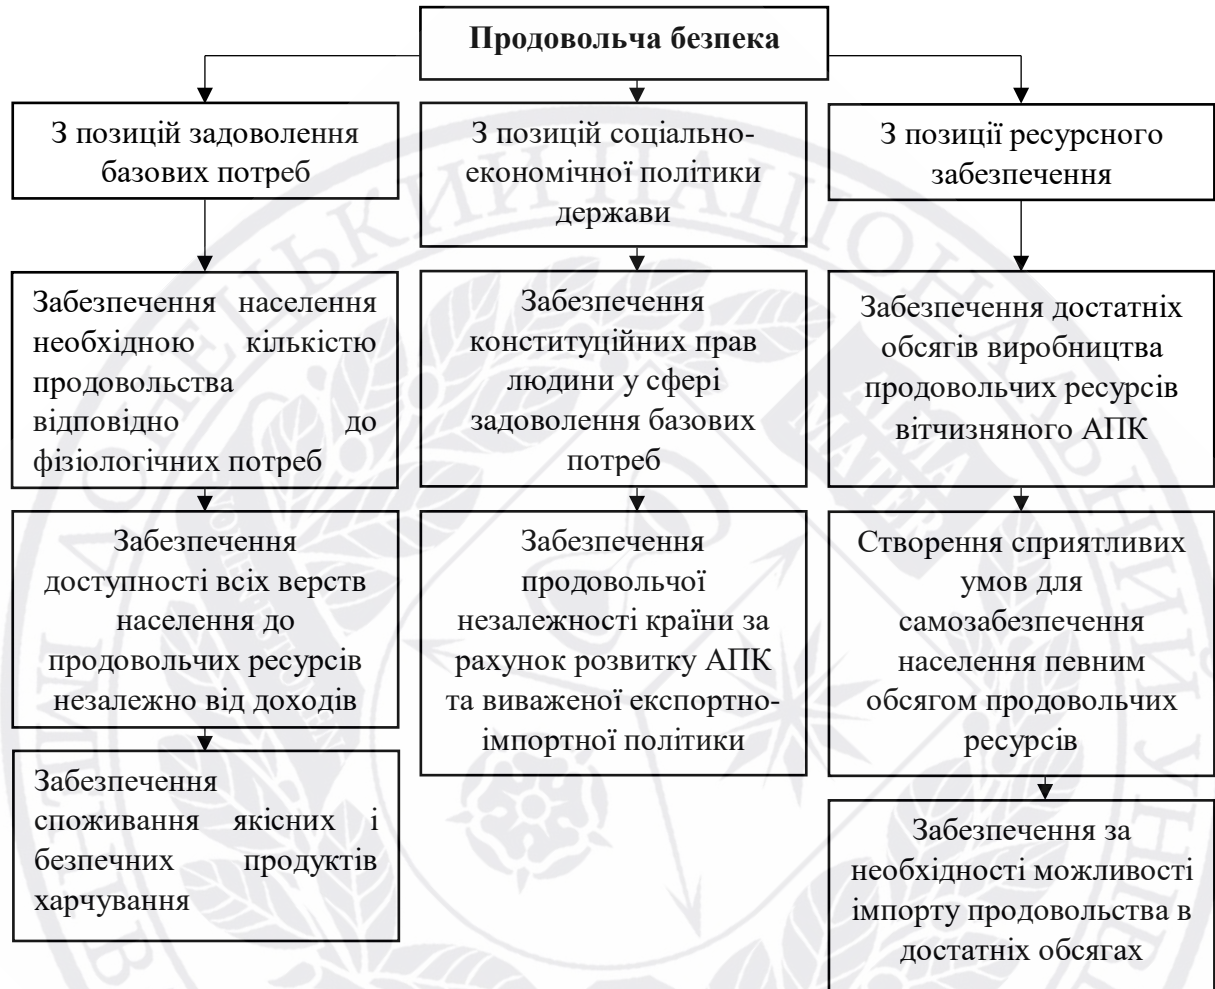 Продовольча безпека
З позицій задоволення
базових потреб
З позицій соціально-
економічної політики
держави
З позиції ресурсного
забезпечення
Забезпечення населення
необхідною кількістю
продовольства
відповідно до
фізіологічних потреб
Забезпечення
конституційних прав
людини у сфері
задоволення базових
потреб
Забезпечення достатніх
обсягів виробництва
продовольчих ресурсів
вітчизняного АПК
Забезпечення
доступності всіх верств
населення до
продовольчих ресурсів
незалежно від доходів
Забезпечення
продовольчої
незалежності країни за
рахунок розвитку АПК
та виваженої експортно-
імпортної політики
Створення сприятливих
умов для
самозабезпечення
населення певним
обсягом продовольчих
ресурсів
Забезпечення
споживання якісних і
безпечних продуктів
харчування
Забезпечення за
необхідності можливості
імпорту продовольства в
достатніх обсягах